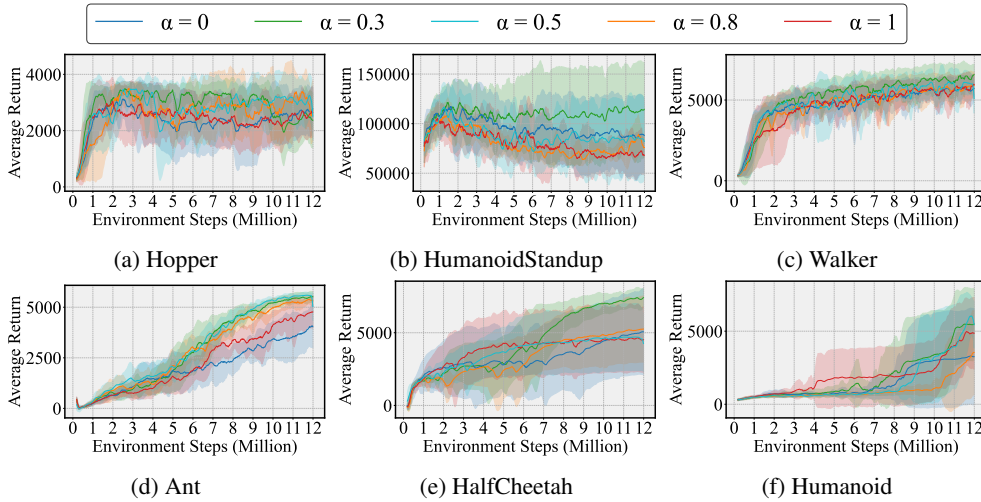 α = 0 α = 0.3 α = 0.5 α = 0.8 α = 1
Average Return
4000
2000
0
0 1 2 3 4 5 6 7 8 9 10 11 12
Environment Steps (Million)
(a) Hopper
Average Return
150000
100000
50000
0 1 2 3 4 5 6 7 8 9 10 11 12
Environment Steps (Million)
(b) HumanoidStandup
Average Return
5000
0
0 1 2 3 4 5 6 7 8 9 10 11 12
Environment Steps (Million)
(c) Walker
Average Return
5000
2500
0
0 1 2 3 4 5 6 7 8 9 10 11 12
Environment Steps (Million)
(d) Ant
Average Return
5000
0
0 1 2 3 4 5 6 7 8 9 10 11 12
Environment Steps (Million)
(e) HalfCheetah
Average Return
5000
0
0 1 2 3 4 5 6 7 8 9 10 11 12
Environment Steps (Million)
(f) Humanoid